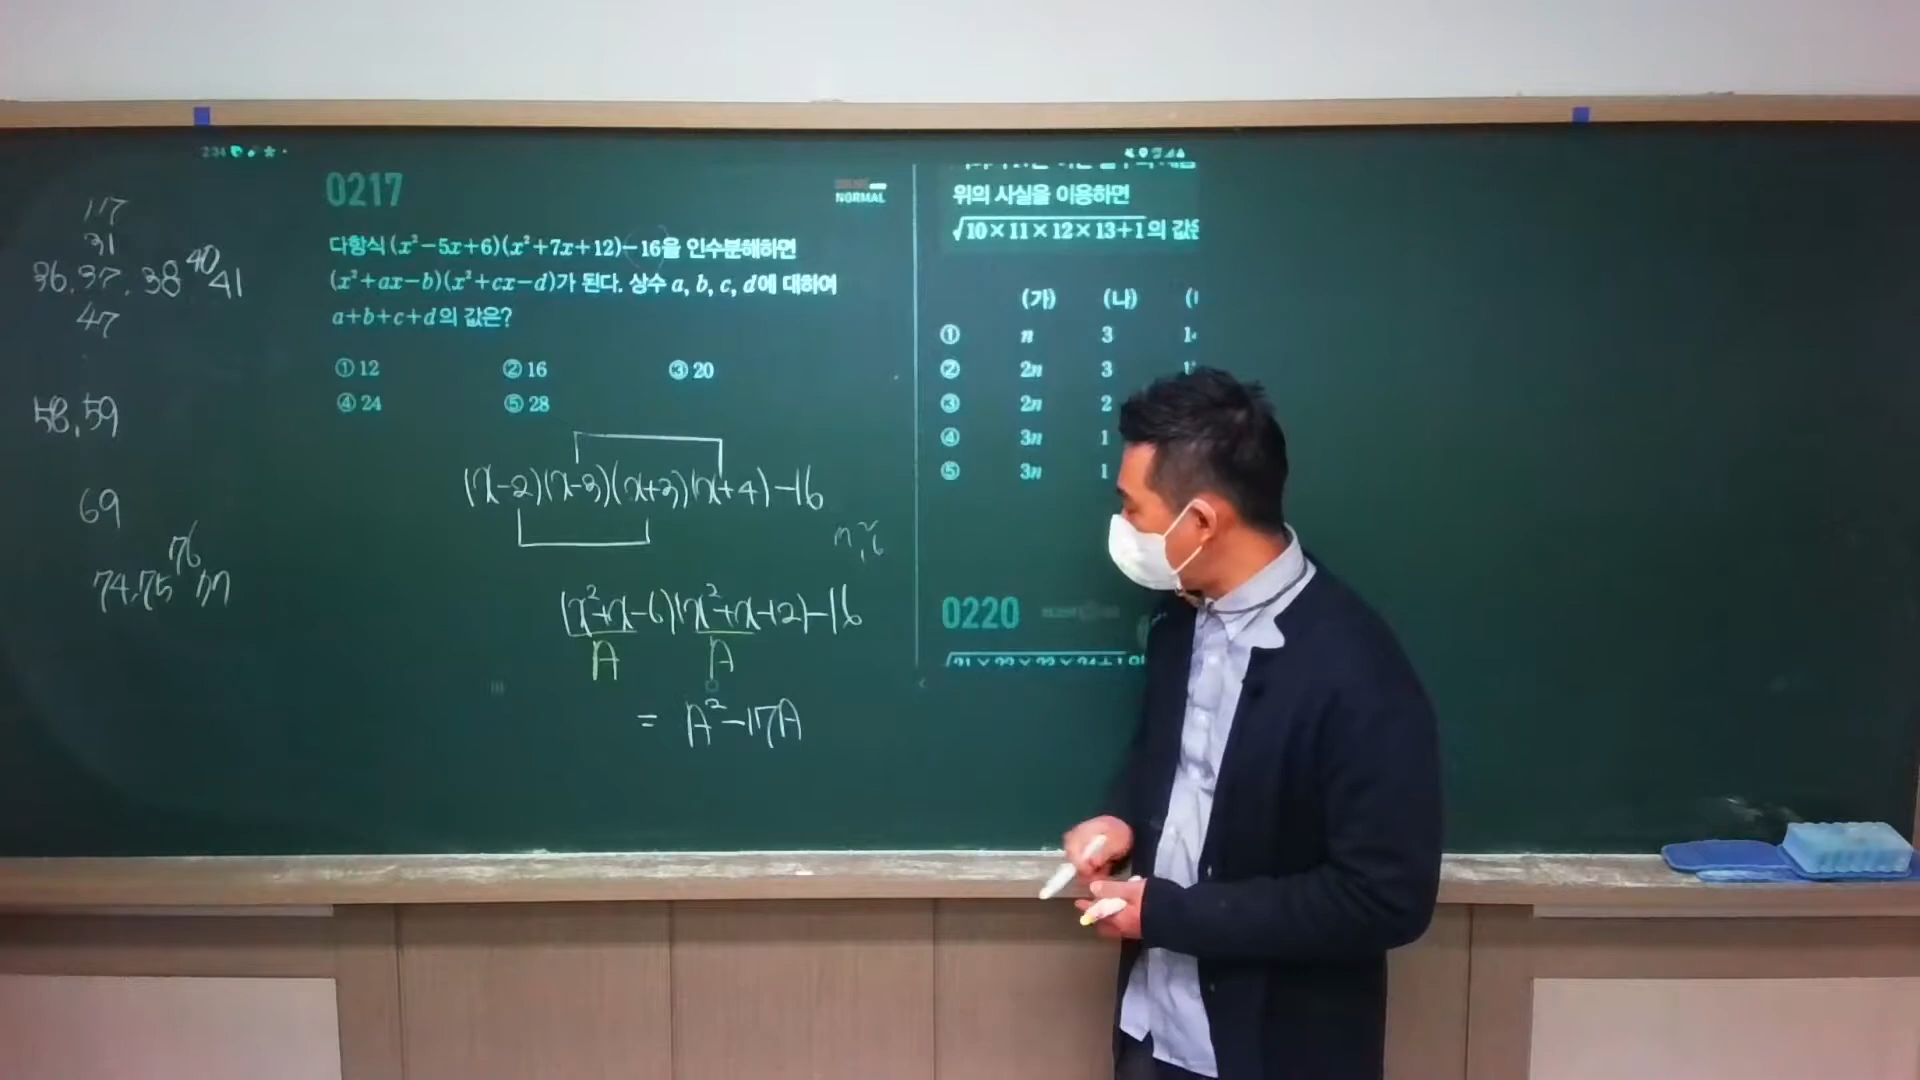 2:34
117
31
36, 37, 38 40 41
47
58, 59
69
76
74, 75 77
0217
NORMAL
다항식 (x²−5x+6)(x²+7x+12)−16을 인수분해하면
(x²+ax−b)(x²+cx−d)가 된다. 상수 a, b, c, d에 대하여
a+b+c+d의 값은?
① 12 ② 16 ③ 20
④ 24 ⑤ 28
(x-2)(x-3)(x+3)(x+4)-16
(x²+x-6)(x²+x-12)-16
A A
= A²-17A
위의 사실을 이용하면
√10×11×12×13+1의 값은
(가) (나)
① n 3
② 2n 3
③ 2n 2
④ 3n 1
⑤ 3n 1
0220